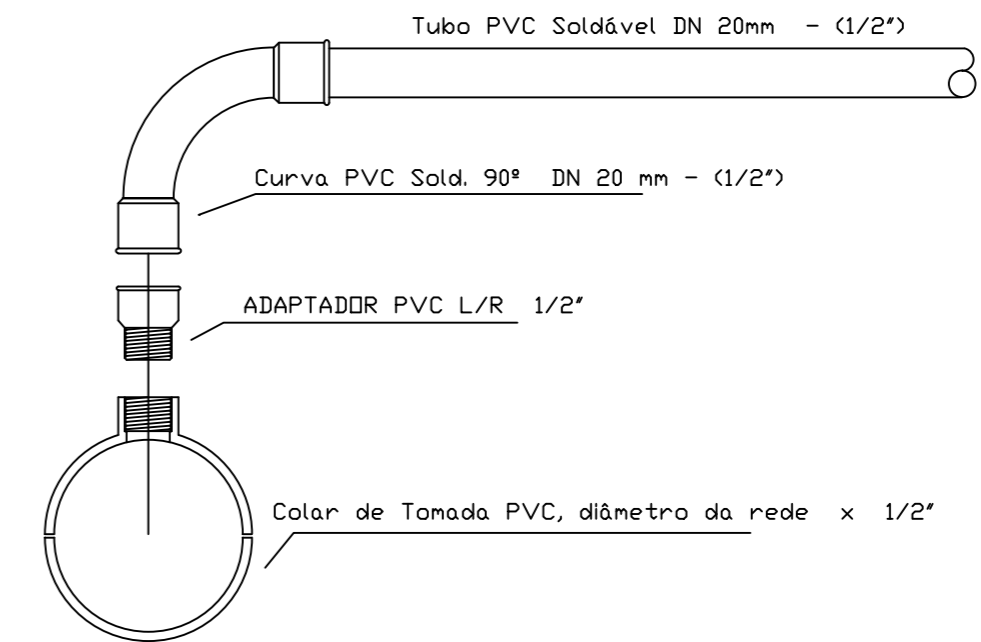 Tubo PVC Soldável DN 20mm - (1/2")
Curva PVC Sold. 90º DN 20 mm - (1/2")
ADAPTADOR PVC L/R 1/2"
Colar de Tomada PVC, diâmetro da rede x 1/2"